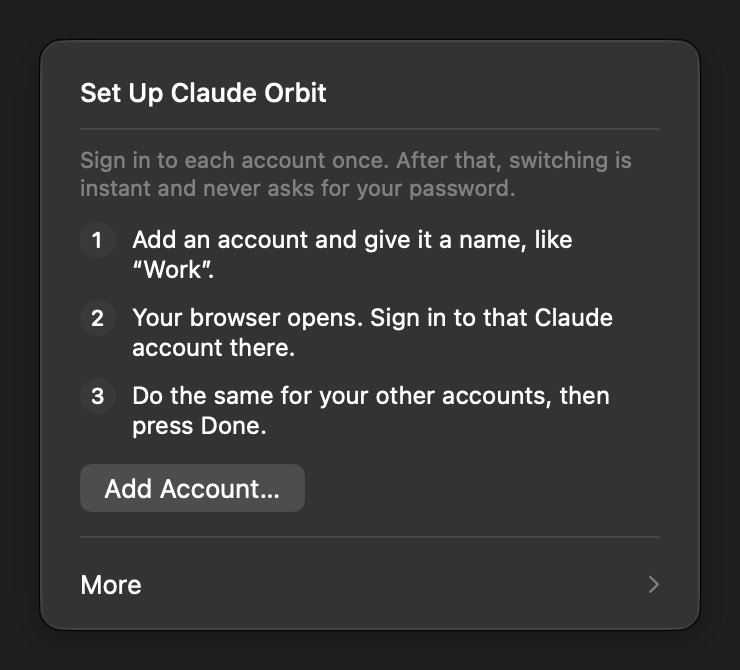 Set Up Claude Orbit
Sign in to each account once. After that, switching is
instant and never asks for your password.
1 Add an account and give it a name, like
“Work”.
2 Your browser opens. Sign in to that Claude
account there.
3 Do the same for your other accounts, then
press Done.
Add Account...
More